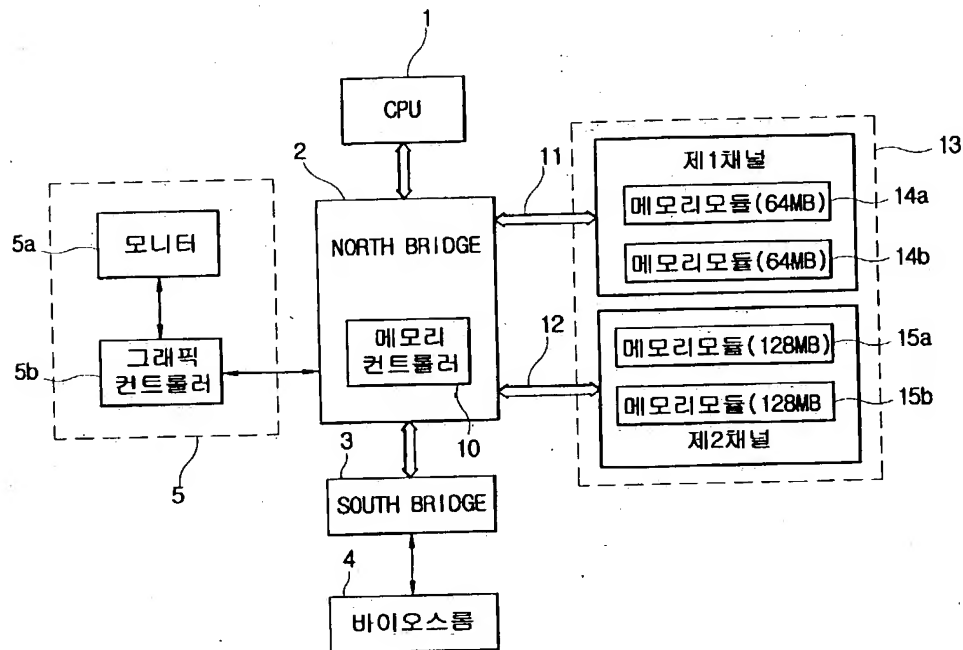 1
CPU
2
NORTH BRIDGE
메모리
컨트롤러
10
11
12
13
제1채널
메모리모듈(64MB)
14a
메모리모듈(64MB)
14b
메모리모듈(128MB)
15a
메모리모듈(128MB
15b
제2채널
5a
모니터
5b
그래픽
컨트롤러
5
3
SOUTH BRIDGE
4
바이오스롬